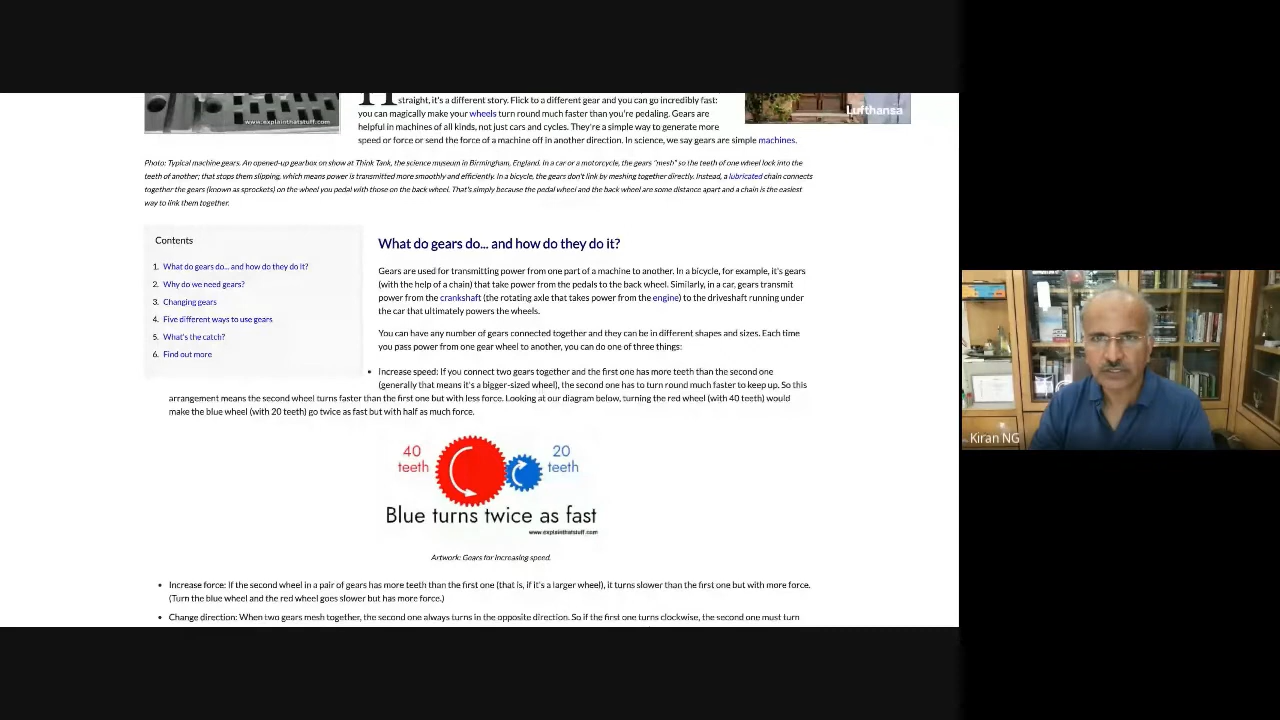 straight, it's a different story. Flick to a different gear and you can go incredibly fast:
you can magically make your wheels turn round much faster than you're pedaling. Gears are
helpful in machines of all kinds, not just cars and cycles. They're a simple way to generate more
speed or force or send the force of a machine off in another direction. In science, we say gears are simple machines.
www.explainthatstuff.com
Lufthansa
Photo: Typical machine gears. An opened-up gearbox on show at Think Tank, the science museum in Birmingham, England. In a car or a motorcycle, the gears "mesh" so the teeth of one wheel lock into the
teeth of another; that stops them slipping, which means power is transmitted more smoothly and efficiently. In a bicycle, the gears don't link by meshing together directly. Instead, a lubricated chain connects
together the gears (known as sprockets) on the wheel you pedal with those on the back wheel. That's simply because the pedal wheel and the back wheel are some distance apart and a chain is the easiest
way to link them together.
Contents
1. What do gears do... and how do they do it?
2. Why do we need gears?
3. Changing gears
4. Five different ways to use gears
5. What's the catch?
6. Find out more
What do gears do... and how do they do it?
Gears are used for transmitting power from one part of a machine to another. In a bicycle, for example, it's gears
(with the help of a chain) that take power from the pedals to the back wheel. Similarly, in a car, gears transmit
power from the crankshaft (the rotating axle that takes power from the engine) to the driveshaft running under
the car that ultimately powers the wheels.
You can have any number of gears connected together and they can be in different shapes and sizes. Each time
you pass power from one gear wheel to another, you can do one of three things:
• Increase speed: If you connect two gears together and the first one has more teeth than the second one
(generally that means it's a bigger-sized wheel), the second one has to turn round much faster to keep up. So this
arrangement means the second wheel turns faster than the first one but with less force. Looking at our diagram below, turning the red wheel (with 40 teeth) would
make the blue wheel (with 20 teeth) go twice as fast but with half as much force.
40
teeth
20
teeth
Blue turns twice as fast
www.explainthatstuff.com
Artwork: Gears for increasing speed.
• Increase force: If the second wheel in a pair of gears has more teeth than the first one (that is, if it's a larger wheel), it turns slower than the first one but with more force.
(Turn the blue wheel and the red wheel goes slower but has more force.)
• Change direction: When two gears mesh together, the second one always turns in the opposite direction. So if the first one turns clockwise, the second one must turn
Kiran NG